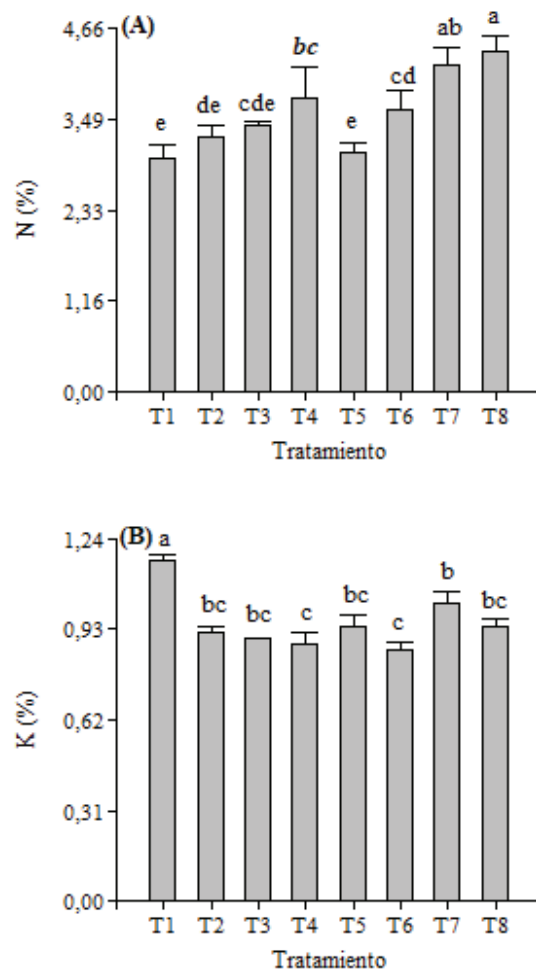 (A)
4,66
3,49
2,33
1,16
0,00
N (%)
e
de
cde
bc
e
cd
ab
a
T1 T2 T3 T4 T5 T6 T7 T8
Tratamiento
(B)
1,24
0,93
0,62
0,31
0,00
K (%)
a
bc
bc
c
bc
c
b
bc
T1 T2 T3 T4 T5 T6 T7 T8
Tratamiento